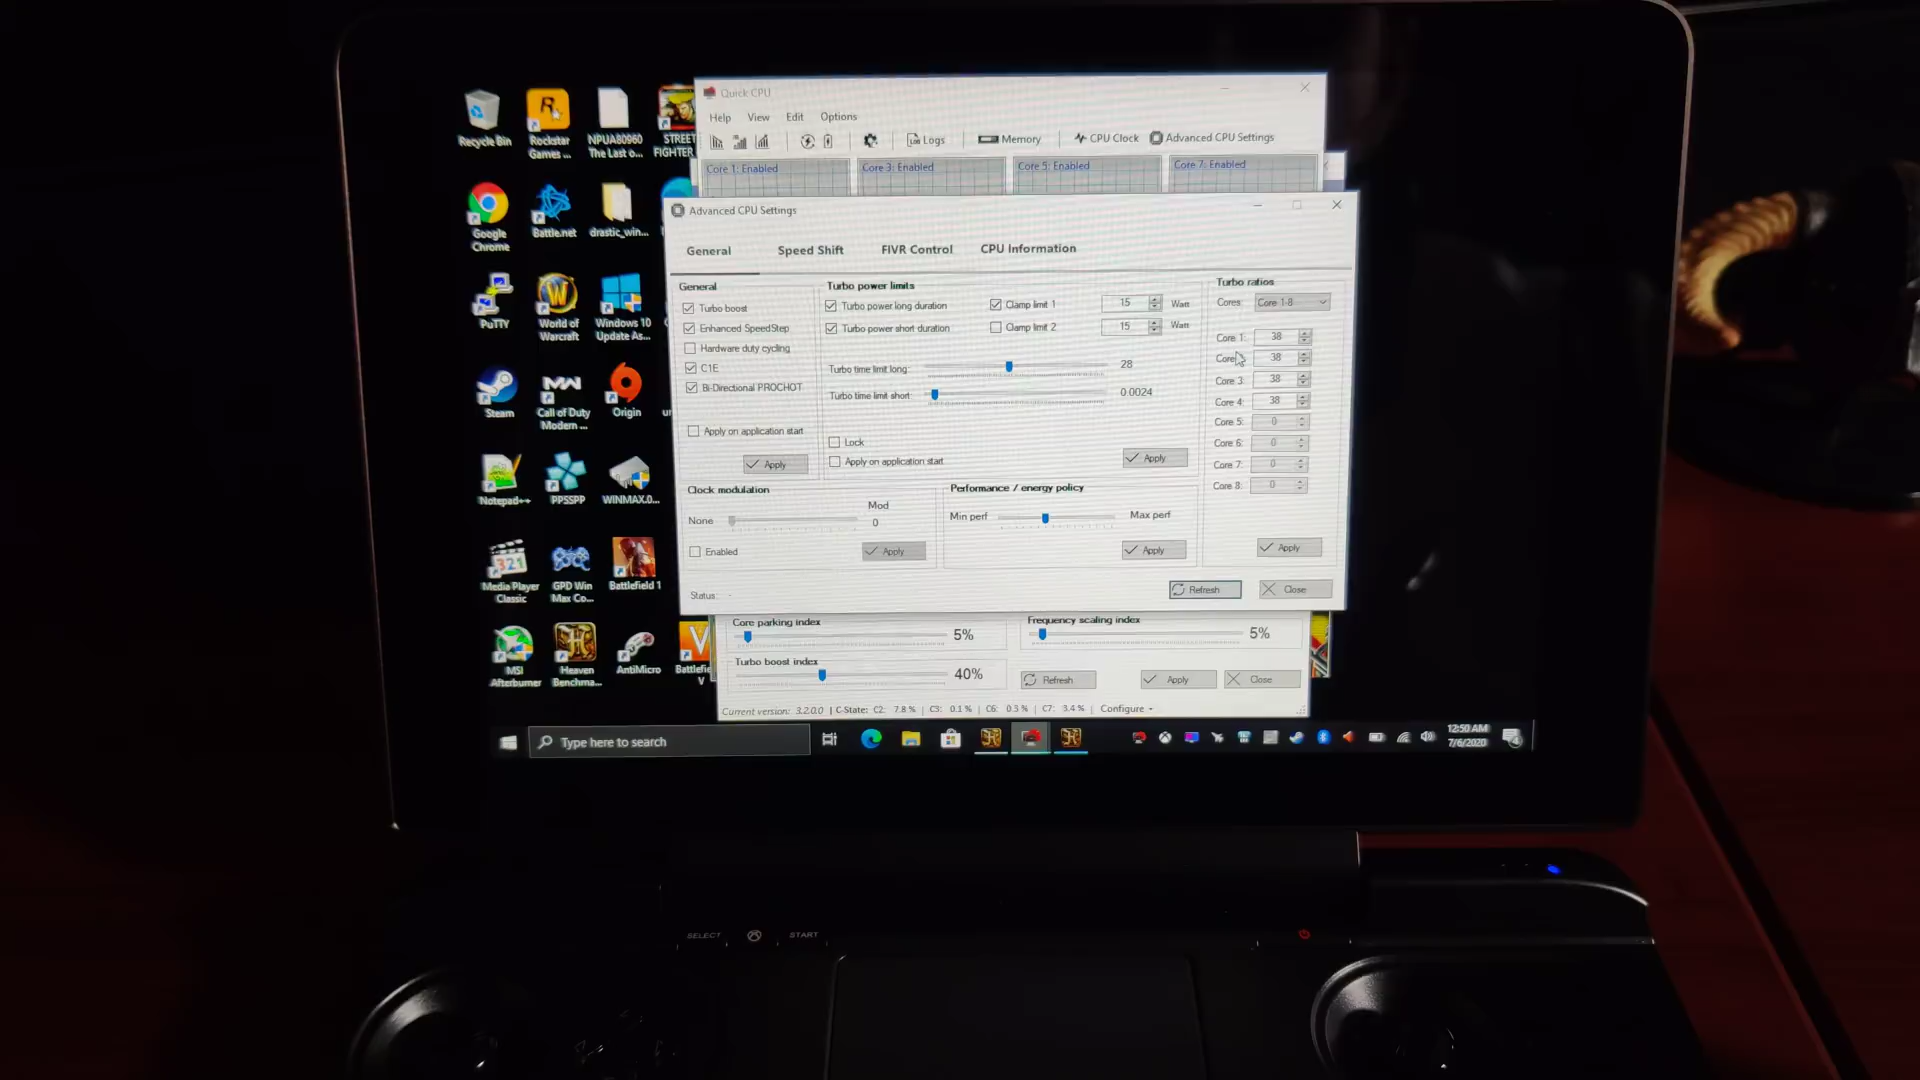 Quick CPU
Help View Edit Options
Logs Memory CPU Clock Advanced CPU Settings
Core 1: Enabled Core 3: Enabled Core 5: Enabled Core 7: Enabled
Advanced CPU Settings
General Speed Shift FIVR Control CPU Information
General
Turbo boost
Enhanced SpeedStep
Hardware duty cycling
C1E
Bi-Directional PROCHOT
Apply on application start
Apply
Turbo power limits
Turbo power long duration Clamp limit 1 15 Watt
Turbo power short duration Clamp limit 2 15 Watt
Turbo time limit long: 28
Turbo time limit short: 0.0024
Lock
Apply on application start
Apply
Turbo ratios
Cores: Core 1-8
Core 1: 38
Core 38
Core 3: 38
Core 4: 38
Core 5: 0
Core 6: 0
Core 7: 0
Core 8: 0
Apply
Clock modulation
None
Mod
0
Enabled
Apply
Performance / energy policy
Min perf Max perf
Apply
Status: -
Refresh Close
Core parking index
5%
Frequency scaling index
5%
Turbo boost index
40%
Refresh Apply Close
Current version: 3.2.0.0 | C-State: C2: 7.8 % | C3: 0.1 % | C6: 0.3 % | C7: 3.4 % | Configure
Recycle Bin
Rockstar Games ...
NPUA80960 The Last o...
STREET FIGHTER
Google Chrome
Battle.net
drastic_win...
PuTTY
World of Warcraft
Windows 10 Update As...
Steam
Call of Duty Modern ...
Origin
Notepad++
PPSSPP
WINMAX.0...
Media Player Classic
GPD Win Max Co...
Battlefield 1
MSI Afterburner
Heaven Benchma...
AntiMicro
Battlefie V
Type here to search
12:50 AM
7/6/2020
SELECT START